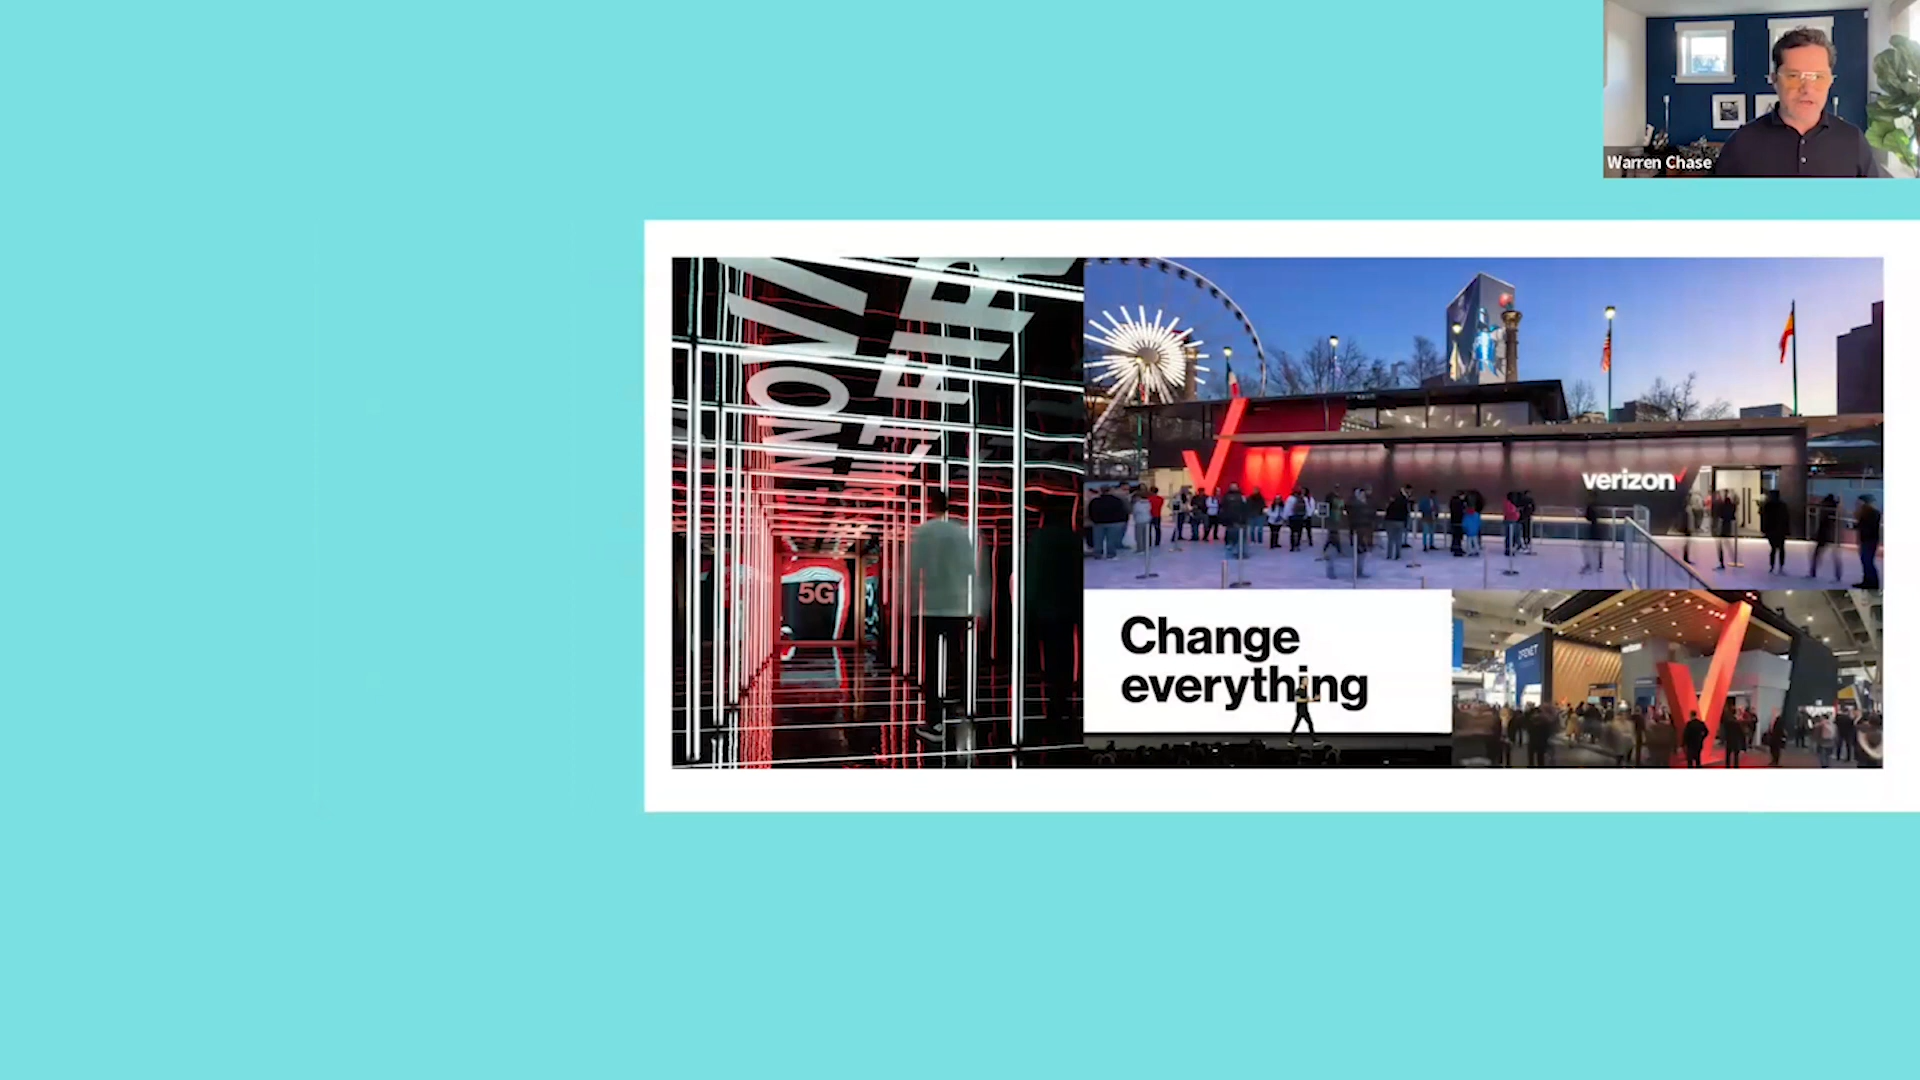 Warren Chase
5G
verizon
Change
everything